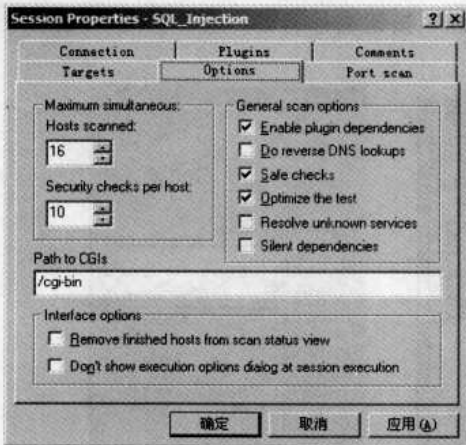 Session Properties - SQL_Injection
Connection Plugins Comments
Targets Options Port scan
Maximum simultaneous:
Hosts scanned:
16
Security checks per host:
10
General scan options
Enable plugin dependencies
Do reverse DNS lookups
Safe checks
Optimize the test
Resolve unknown services
Silent dependencies
Path to CGIs
/cgi-bin
Interface options
Remove finished hosts from scan status view
Don't show execution options dialog at session execution
确定 取消 应用(A)